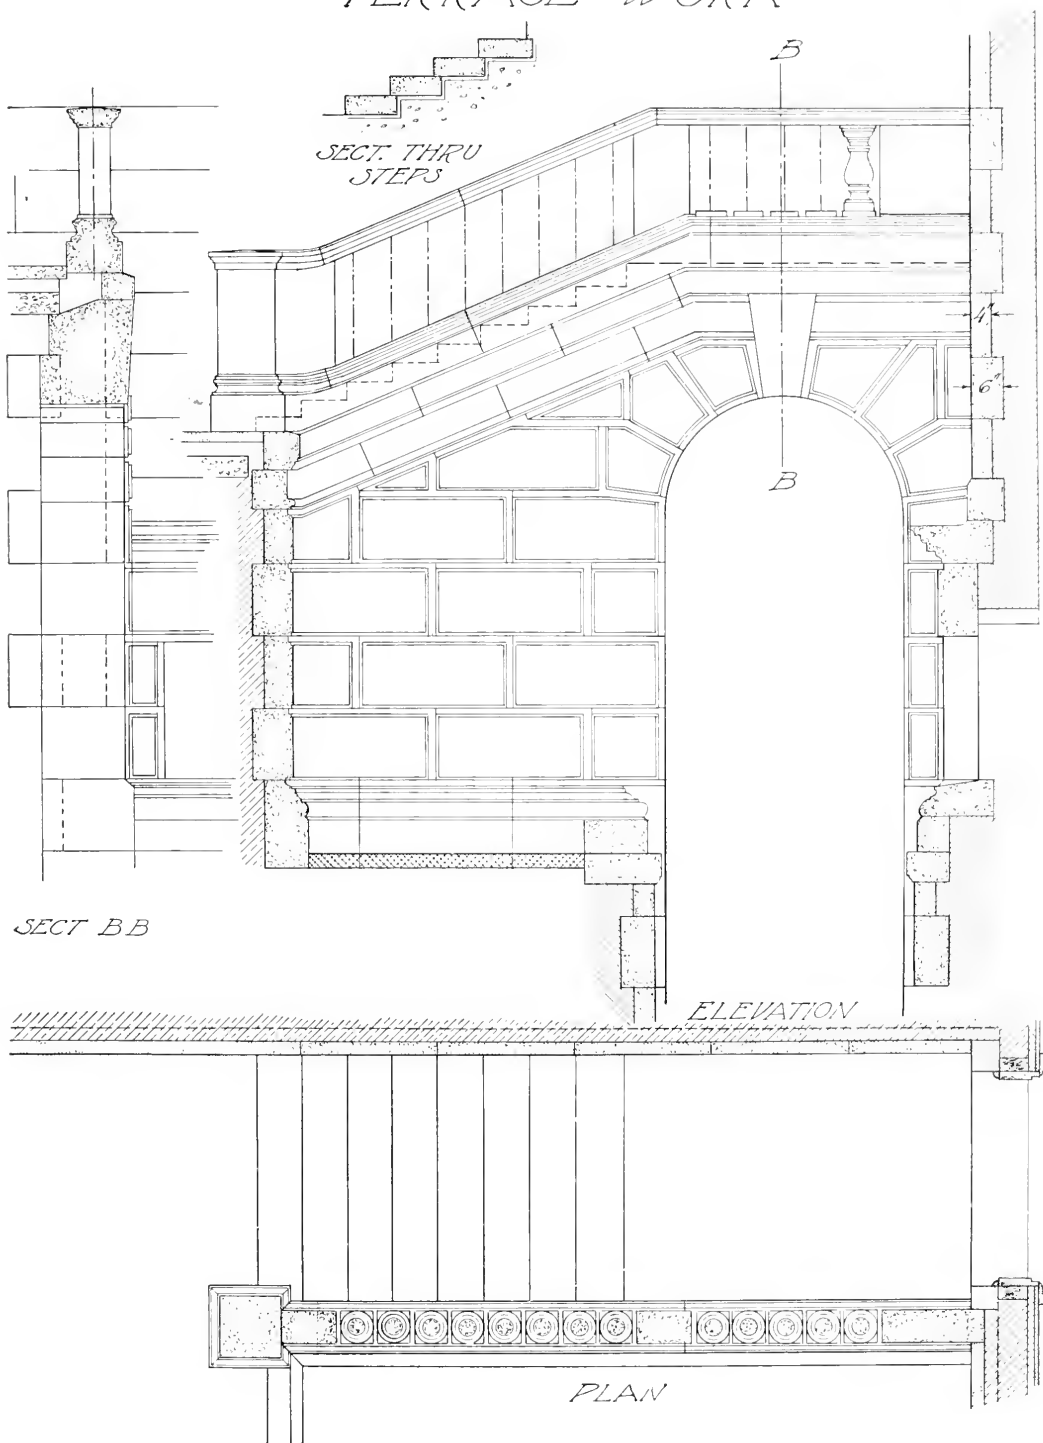 TERRACE WORK
B
SECT. THRU
STEPS
4"
6"
B
SECT BB
ELEVATION
PLAN